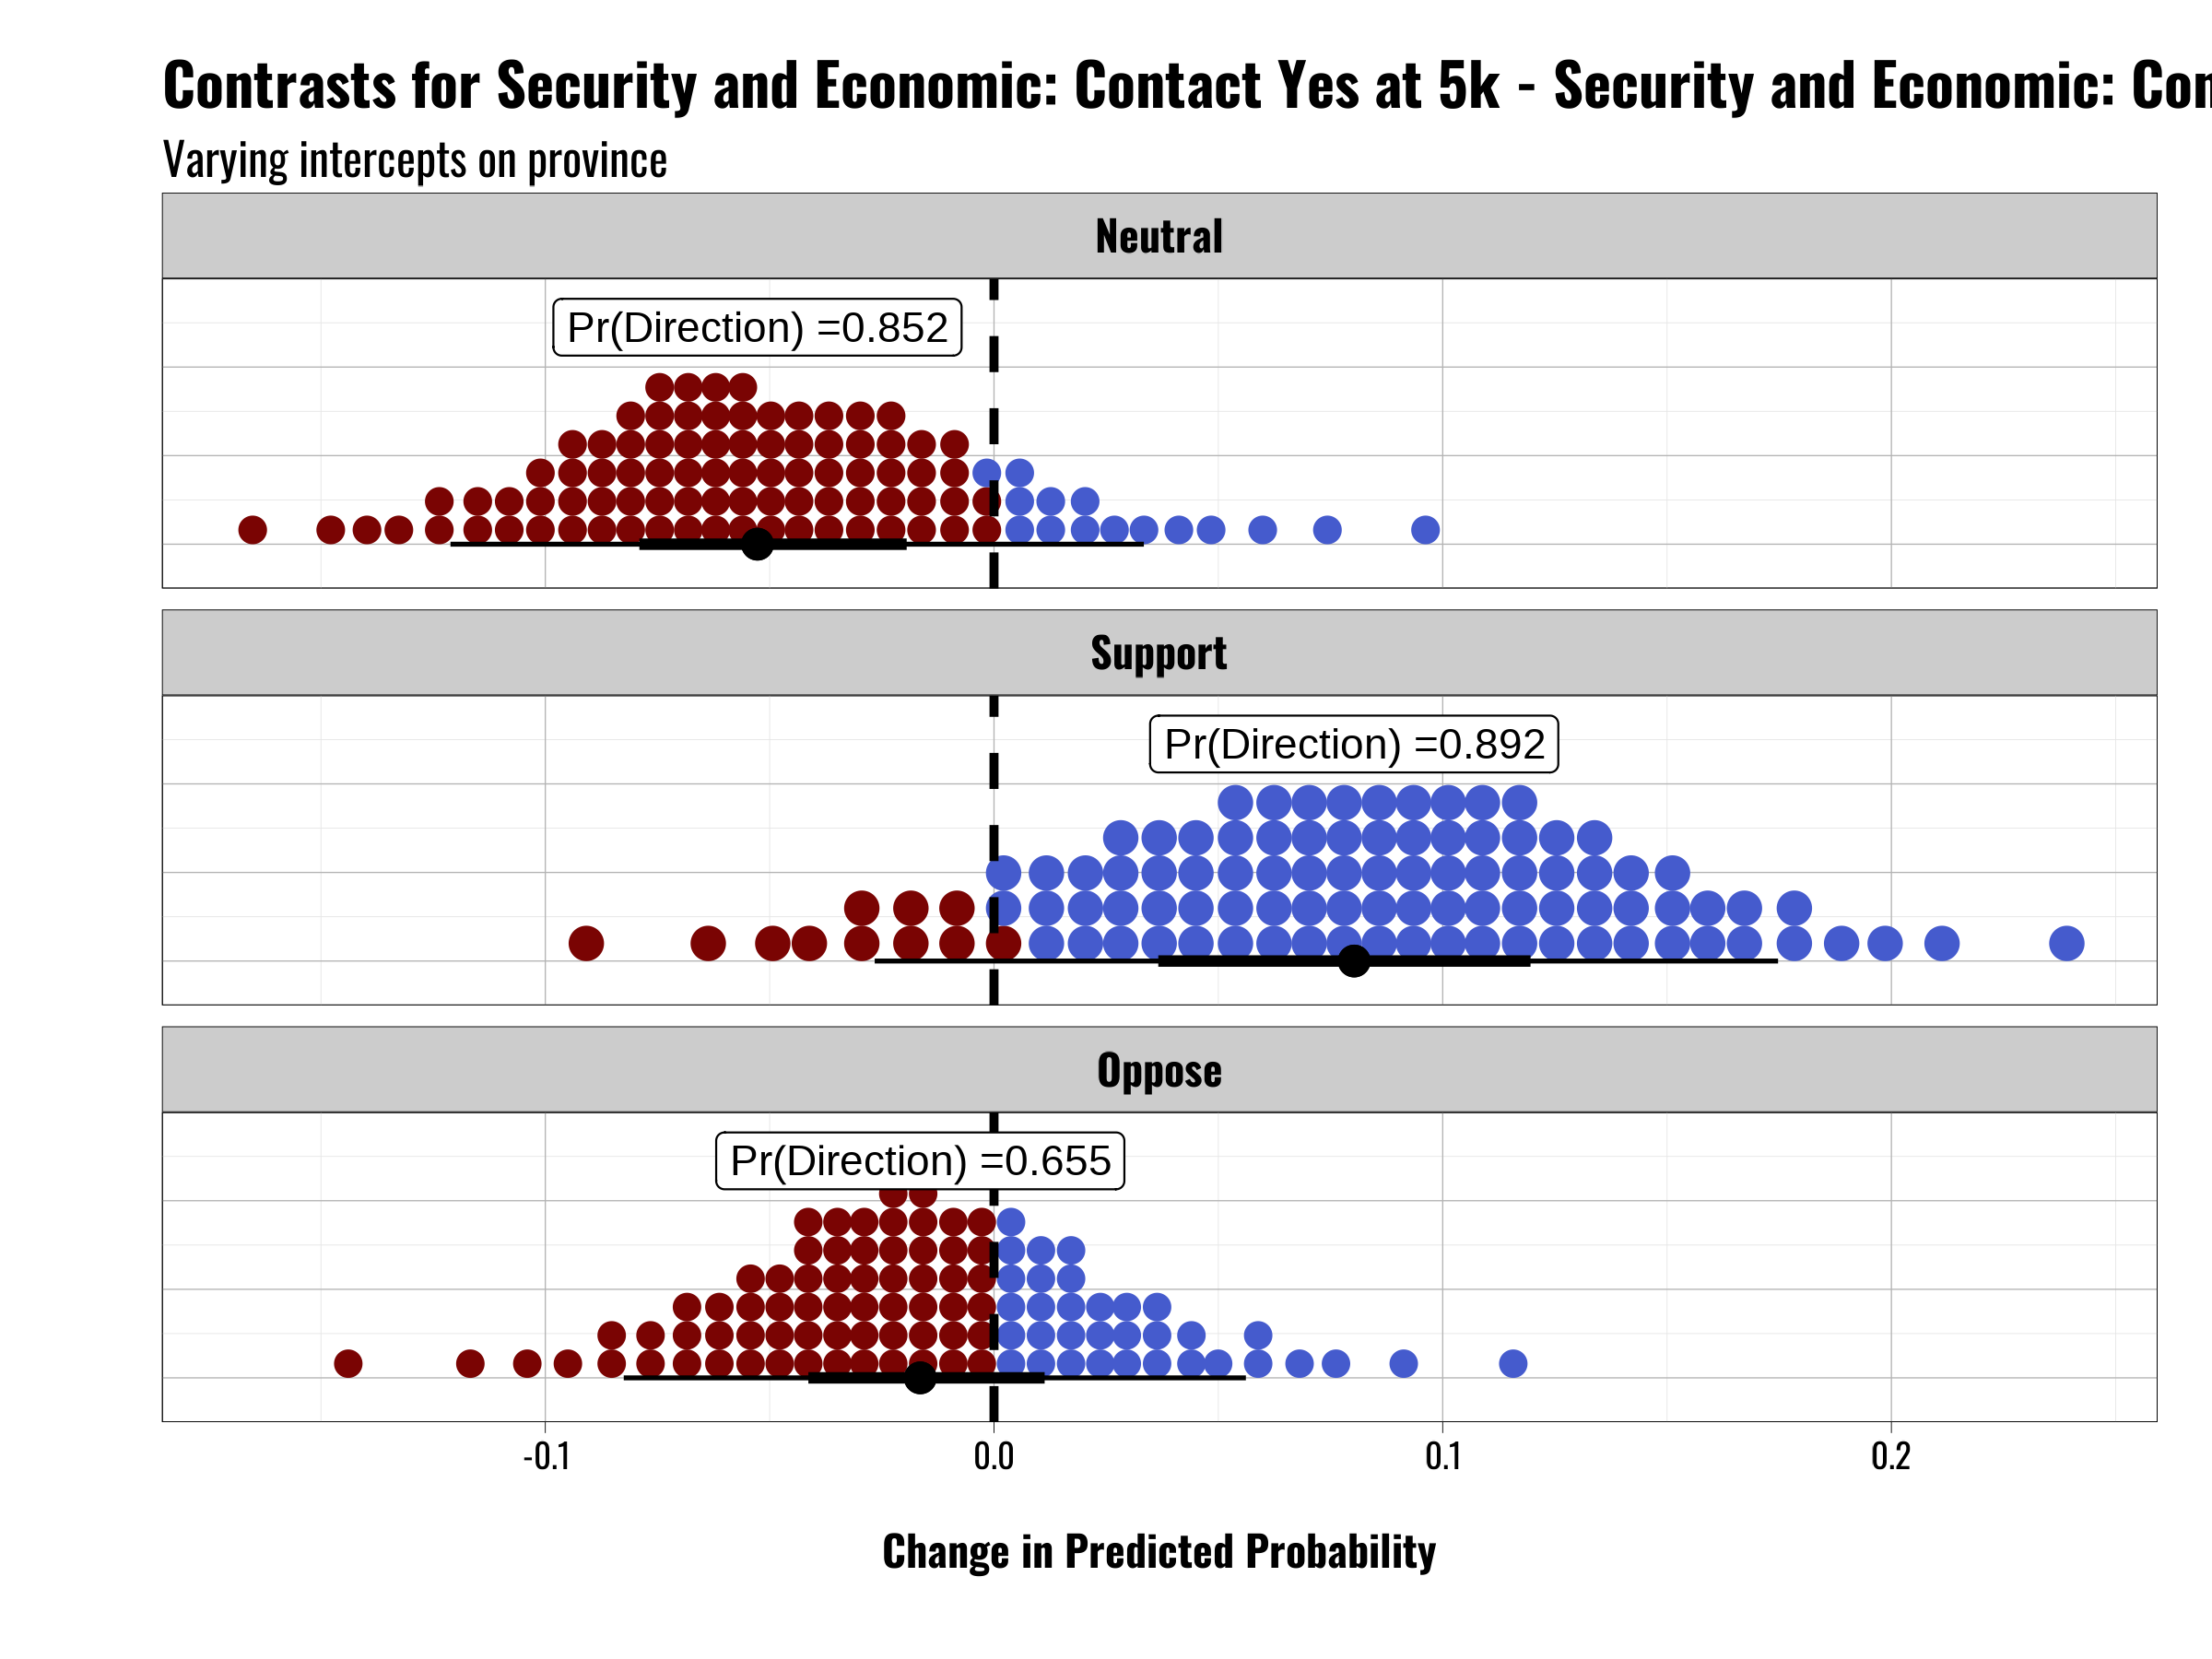 Contrasts for Security and Economic: Contact Yes at 5k - Security and Economic:
Varying intercepts on province
Neutral
Pr(Direction) =0.852
Support
Pr(Direction) =0.892
Oppose
Pr(Direction) =0.655
-0.1 0.0 0.1 0.2
Change in Predicted Probability